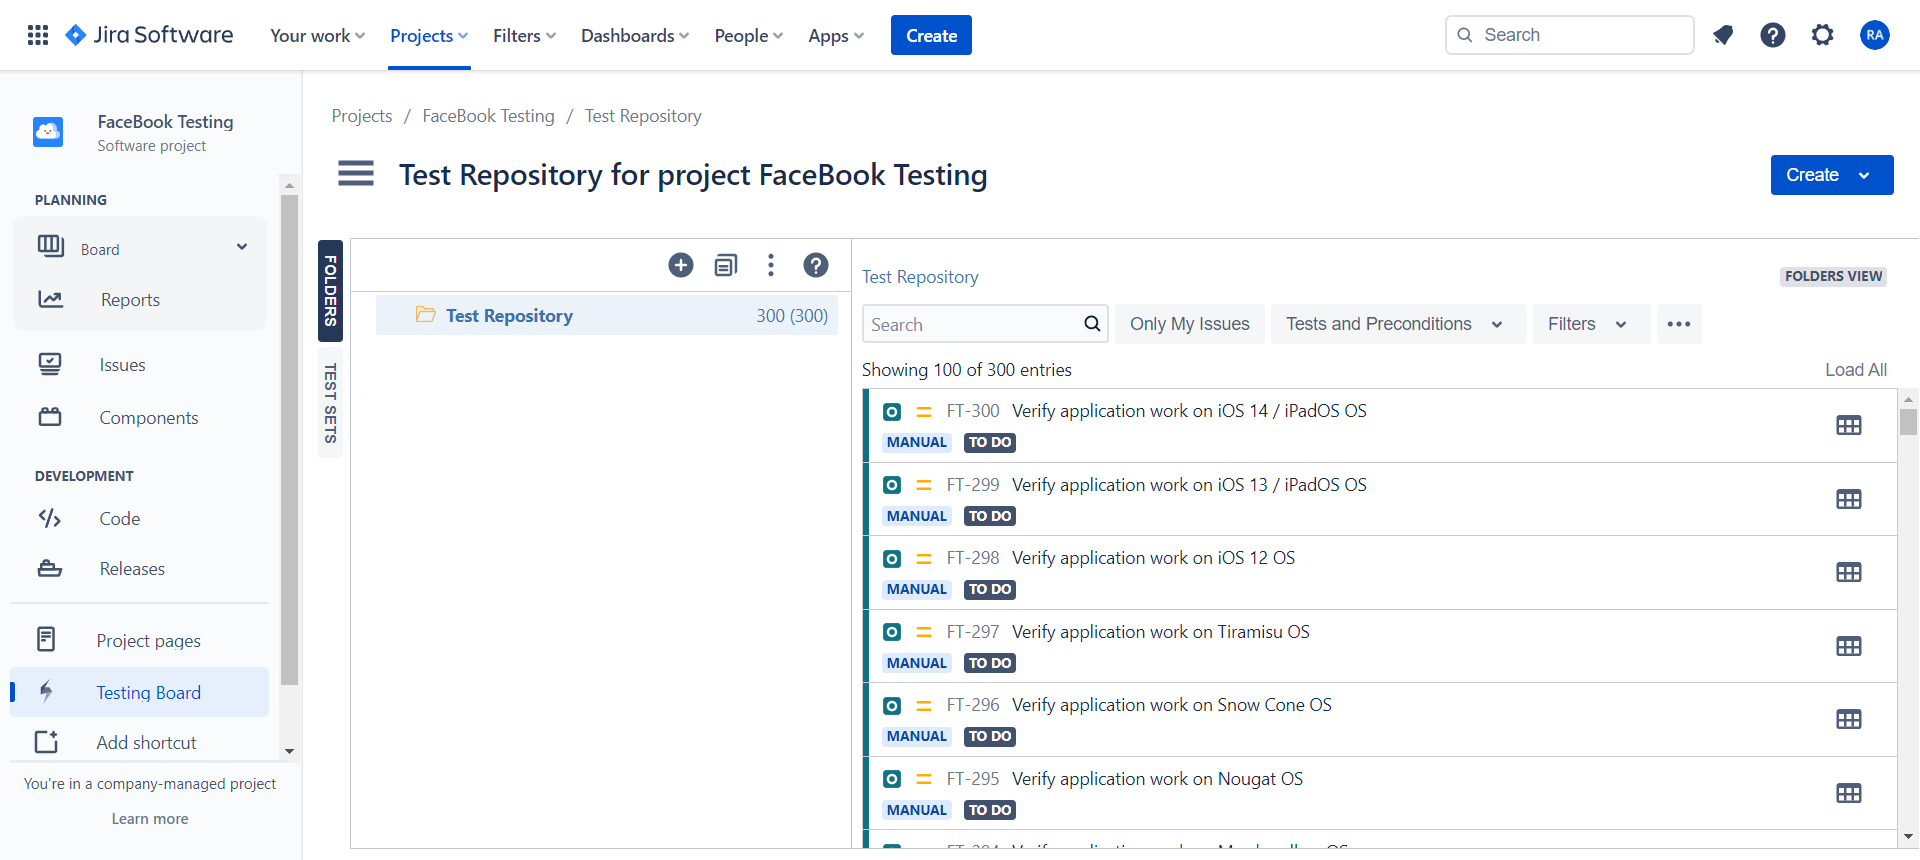 Jira Software
Your work Projects Filters Dashboards People Apps Create
Search
RA
FaceBook Testing
Software project
PLANNING
Board
Reports
Issues
Components
DEVELOPMENT
Code
Releases
Project pages
Testing Board
Add shortcut
You're in a company-managed project
Learn more
Projects / FaceBook Testing / Test Repository
Test Repository for project FaceBook Testing
Create
FOLDERS
TEST SETS
Test Repository 300 (300)
Test Repository
FOLDERS VIEW
Search Only My Issues Tests and Preconditions Filters
Showing 100 of 300 entries Load All
FT-300 Verify application work on iOS 14 / iPadOS OS
MANUAL TO DO
FT-299 Verify application work on iOS 13 / iPadOS OS
MANUAL TO DO
FT-298 Verify application work on iOS 12 OS
MANUAL TO DO
FT-297 Verify application work on Tiramisu OS
MANUAL TO DO
FT-296 Verify application work on Snow Cone OS
MANUAL TO DO
FT-295 Verify application work on Nougat OS
MANUAL TO DO